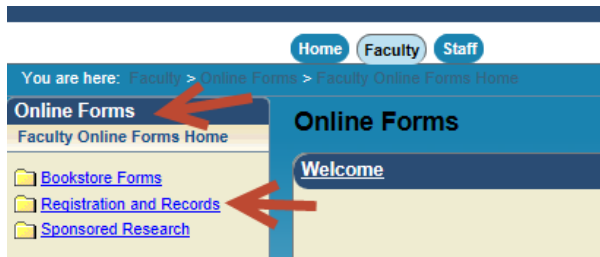 Home Faculty Staff
You are here: Faculty > Online Forms > Faculty Online Forms Home
Online Forms
Faculty Online Forms Home
Bookstore Forms
Registration and Records
Sponsored Research
Online Forms
Welcome